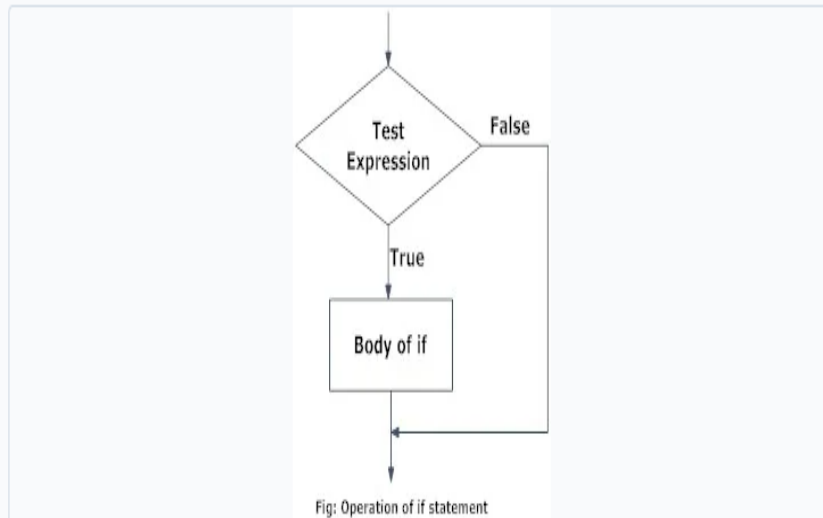 Test
Expression
False
True
Body of if
Fig: Operation of if statement